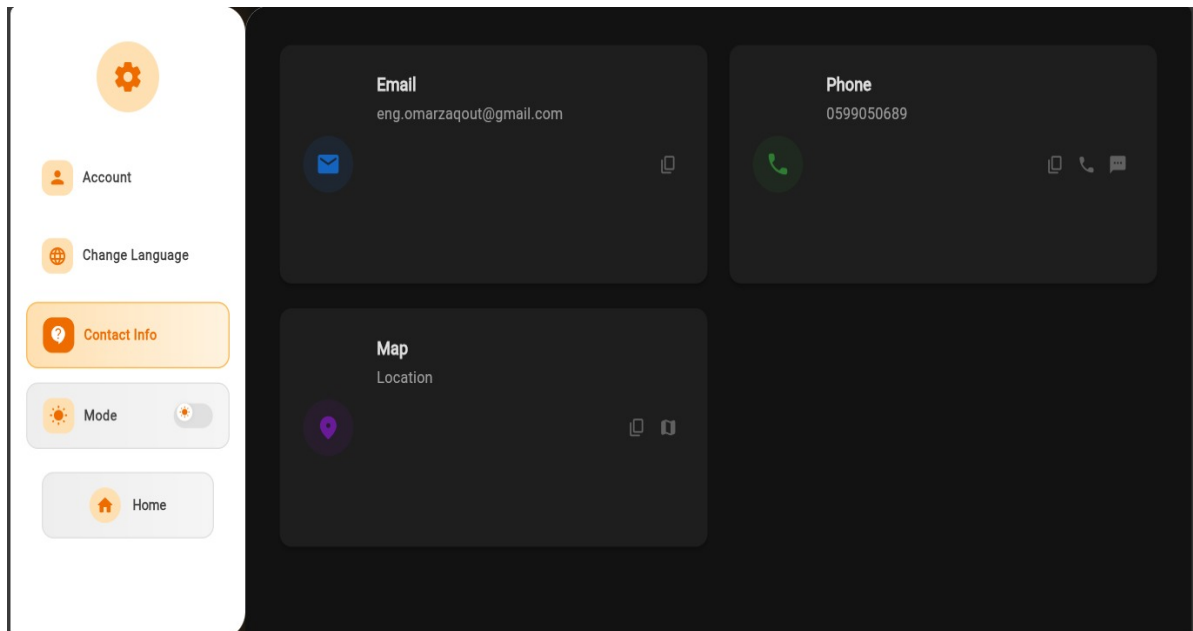 Account
Change Language
Contact Info
Mode
Home
Email
eng.omarzaqout@gmail.com
Phone
0599050689
Map
Location